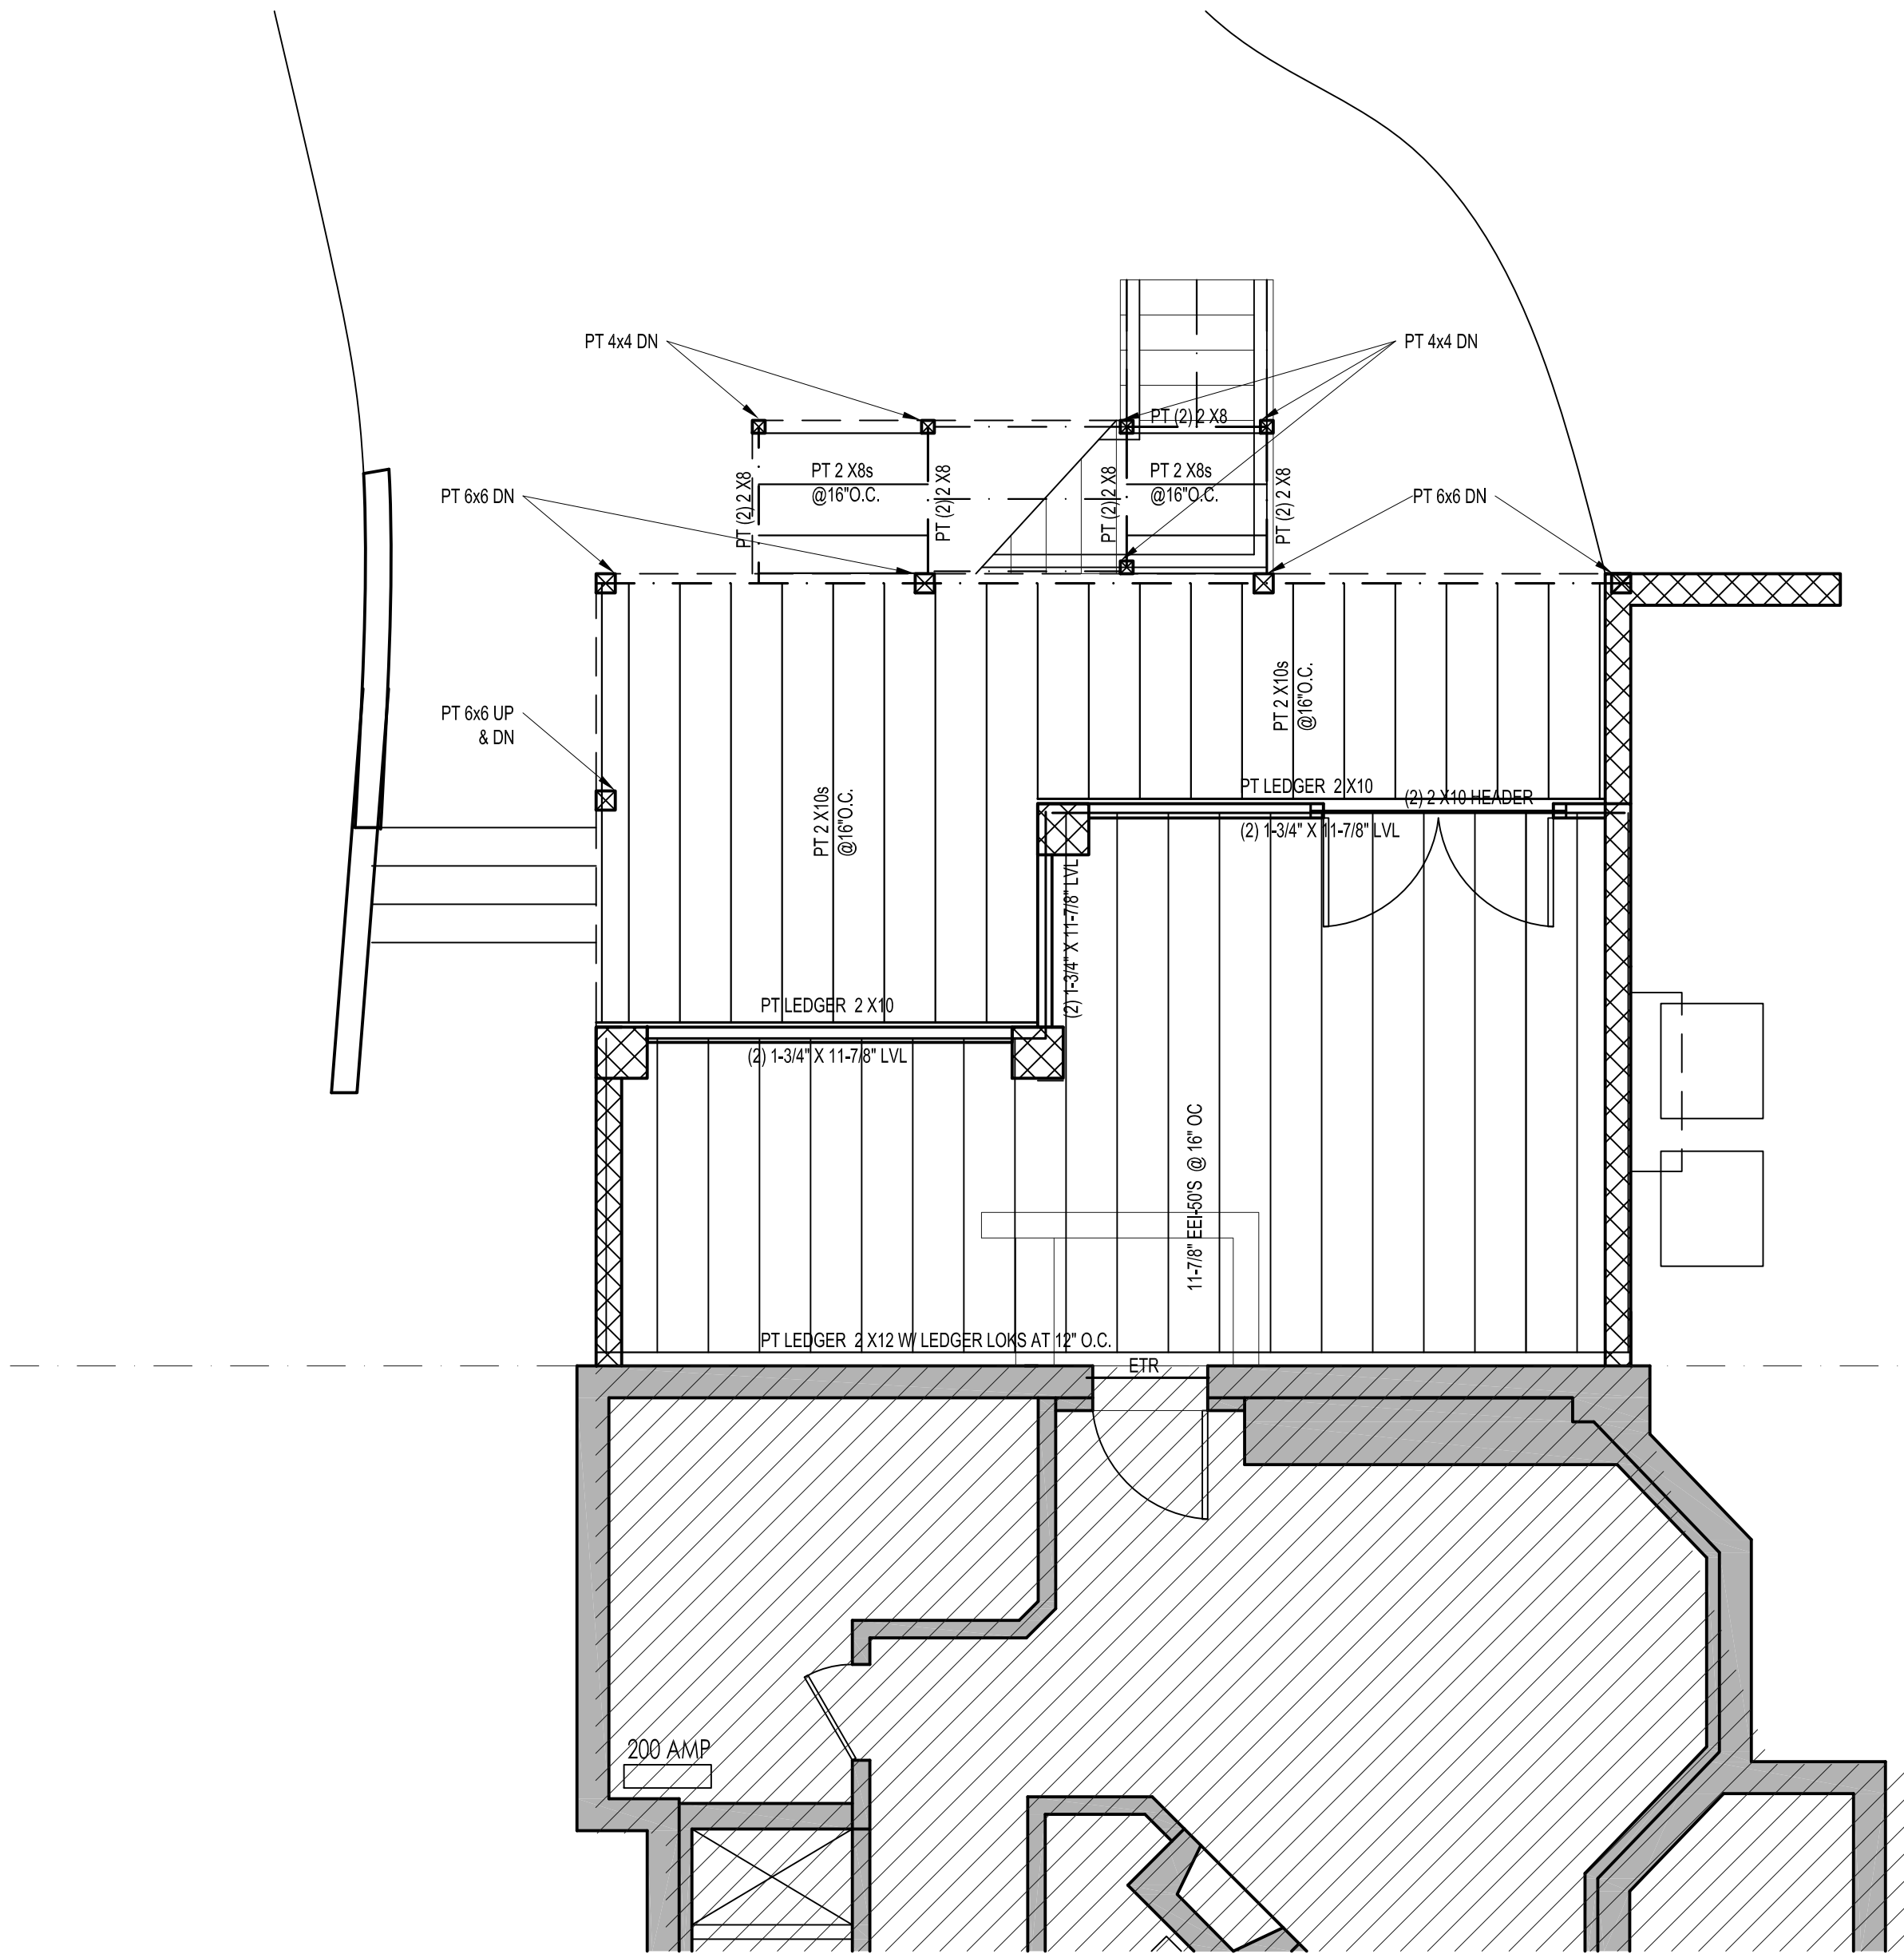 PT 4x4 DN
PT 4x4 DN
PT (2) 2 X8
PT 2 X8s
@16"O.C.
PT 2 X8s
@16"O.C.
PT (2) 2 X8
PT (2) 2 X8
PT (2) 2 X8
PT (2) 2 X8
PT 6x6 DN
PT 6x6 DN
PT 6x6 UP
& DN
PT 2 X10s
@16"O.C.
PT LEDGER 2 X10
(2) 2 X10 HEADER
(2) 1-3/4" X 11-7/8" LVL
PT 2 X10s
@16"O.C.
(2) 1-3/4" X 11-7/8" LVL
PT LEDGER 2 X10
(2) 1-3/4" X 11-7/8" LVL
11-7/8" EEI-50'S @ 16" OC
PT LEDGER 2 X12 W/ LEDGER LOKS AT 12" O.C.
ETR
200 AMP